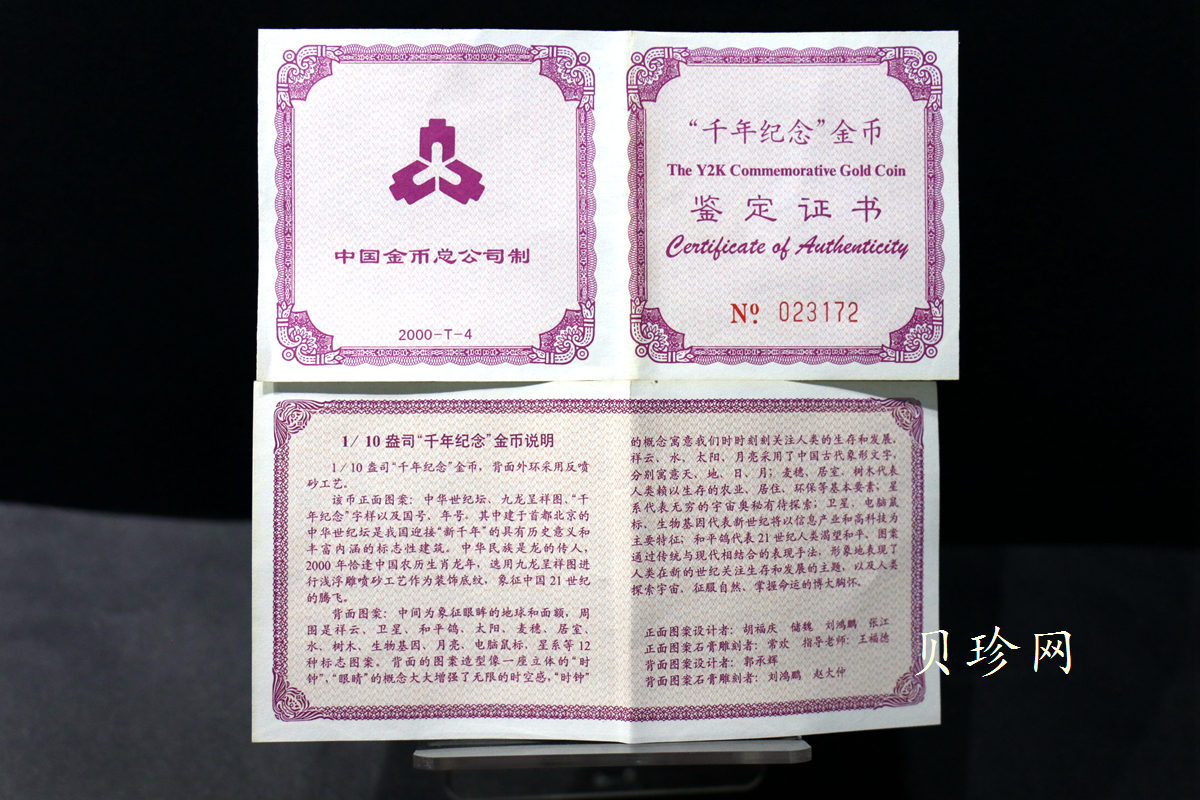 中国金币总公司制
2000-T-4
“千年纪念”金币
The Y2K Commemorative Gold Coin
鉴定证书
Certificate of Authenticity
Nº. 023172
1/10 盎司“千年纪念”金币说明
1/10 盎司“千年纪念”金币，背面外环采用反喷
砂工艺。
该币正面图案：中华世纪坛、九龙呈祥图、“千
年纪念”字样以及国号、年号。其中建于首都北京的
中华世纪坛是我国迎接“新千年”的具有历史意义和
丰富内涵的标志性建筑。中华民族是龙的传人，
2000 年恰逢中国农历生肖龙年，选用九龙呈祥图进
行浅浮雕喷砂工艺作为装饰底纹，象征中国 21 世纪
的腾飞。
背面图案：中间为象征眼眸的地球和面额，周
围是祥云、卫星、和平鸽、太阳、麦穗、居室、
水、树木、生物基因、月亮、电脑鼠标、星系等 12
种标志图案。背面的图案造型像一座立体的“时
钟”，“眼睛”的概念大大增强了无限的时空感，“时钟”
的概念寓意我们时时刻刻关注人类的生存和发展。
祥云、水、太阳、月亮采用了中国古代象形文字，
分别寓意天、地、日、月；麦穗、居室、树木代表
人类赖以生存的农业、居住、环保等基本要素；星
系代表无穷的宇宙奥秘有待探索；卫星、电脑鼠
标、生物基因代表新世纪将以信息产业和高科技为
主要特征；和平鸽代表 21 世纪人类渴望和平。图案
通过传统与现代相结合的表现手法，形象地表现了
人类在新的世纪关注生存和发展的主题，以及人类
探索宇宙、征服自然、掌握命运的博大胸怀。
正面图案设计者：胡福庆 储魏 刘鸿鹏 张江
正面图案石膏雕刻者：常欢 指导老师：王福德
背面图案设计者：郭承辉
背面图案石膏雕刻者：刘鸿鹏 赵大仲
贝珍网